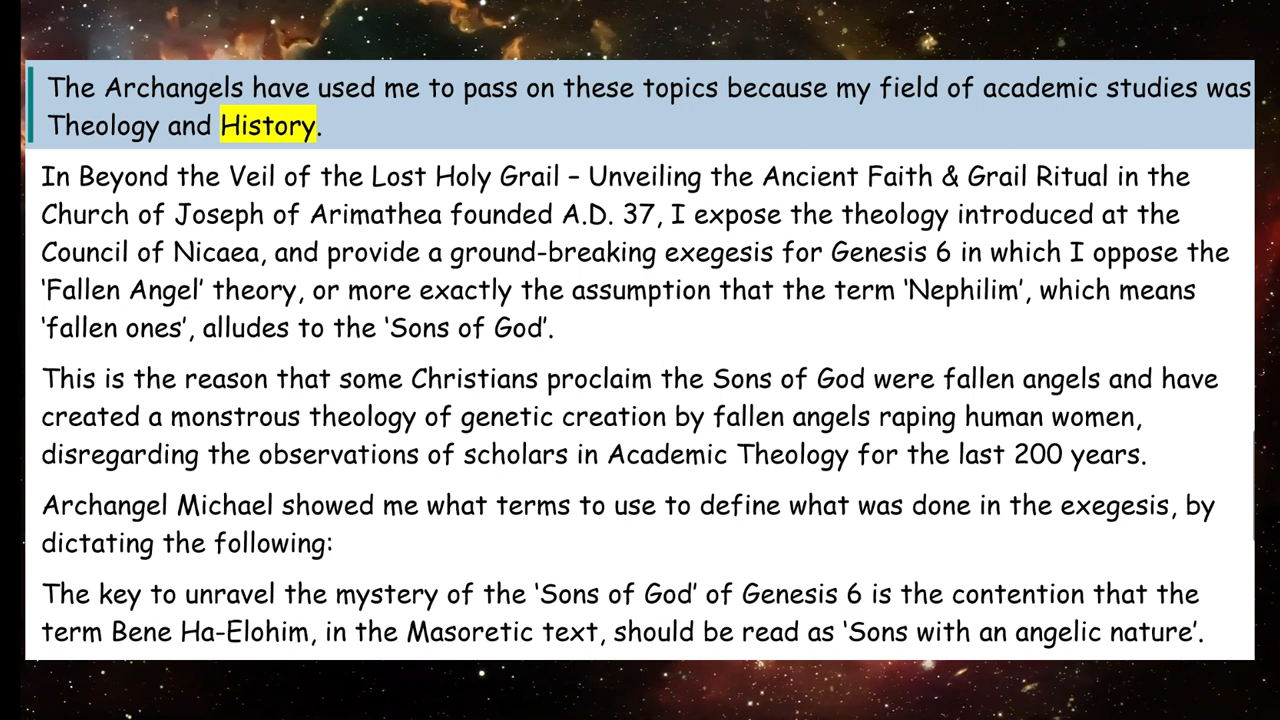 The Archangels have used me to pass on these topics because my field of academic studies was
Theology and History.
In Beyond the Veil of the Lost Holy Grail – Unveiling the Ancient Faith & Grail Ritual in the
Church of Joseph of Arimathea founded A.D. 37, I expose the theology introduced at the
Council of Nicaea, and provide a ground-breaking exegesis for Genesis 6 in which I oppose the
‘Fallen Angel’ theory, or more exactly the assumption that the term ‘Nephilim’, which means
‘fallen ones’, alludes to the ‘Sons of God’.
This is the reason that some Christians proclaim the Sons of God were fallen angels and have
created a monstrous theology of genetic creation by fallen angels raping human women,
disregarding the observations of scholars in Academic Theology for the last 200 years.
Archangel Michael showed me what terms to use to define what was done in the exegesis, by
dictating the following:
The key to unravel the mystery of the ‘Sons of God’ of Genesis 6 is the contention that the
term Bene Ha-Elohim, in the Masoretic text, should be read as ‘Sons with an angelic nature’.